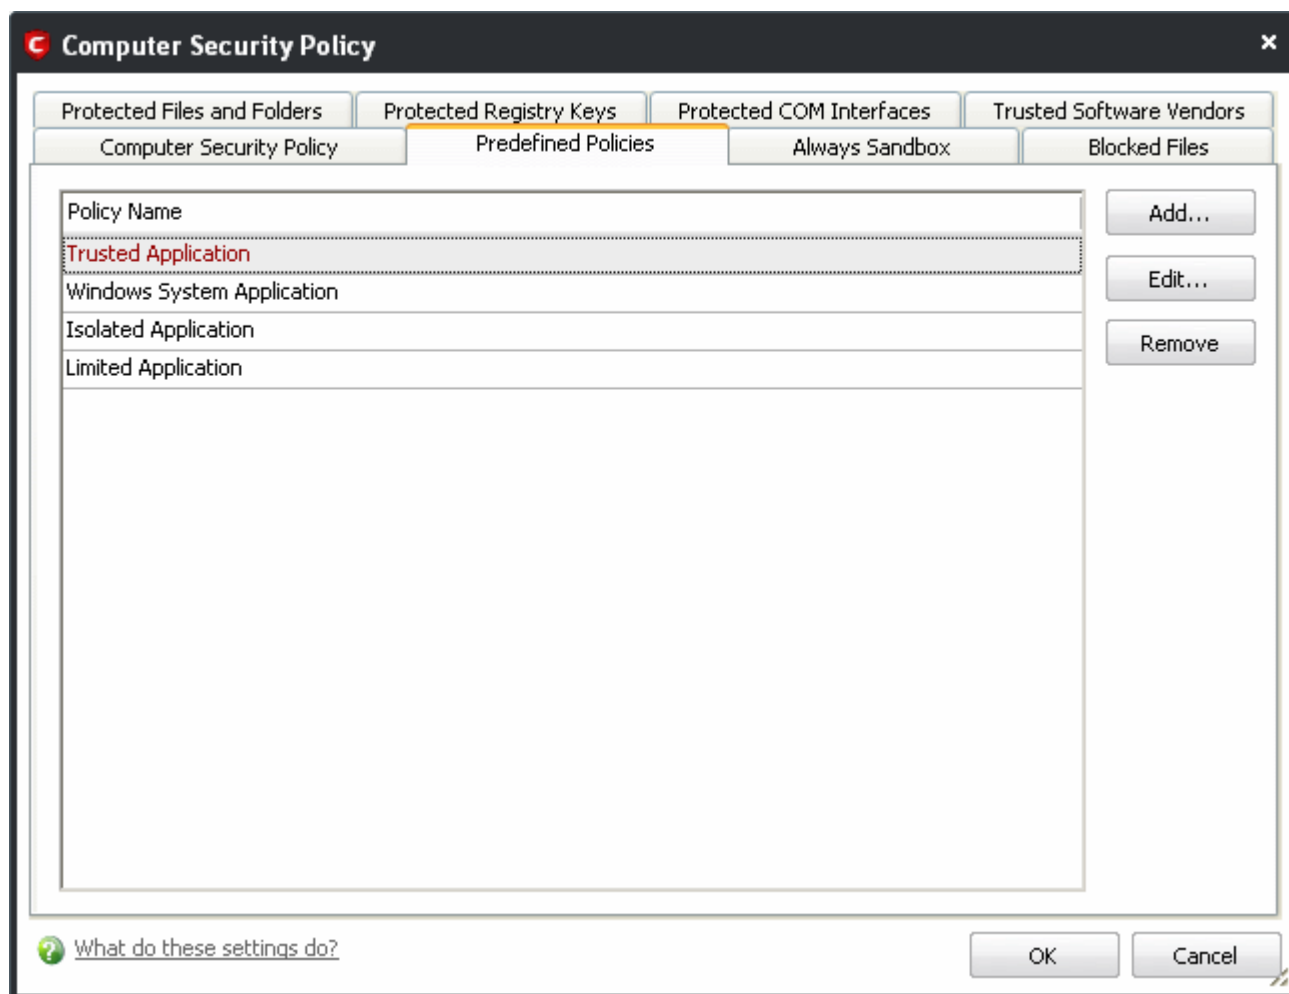 Computer Security Policy
Protected Files and Folders Protected Registry Keys Protected COM Interfaces Trusted Software Vendors
Computer Security Policy Predefined Policies Always Sandbox Blocked Files
Policy Name
Trusted Application
Windows System Application
Isolated Application
Limited Application
Add...
Edit...
Remove
What do these settings do?
OK Cancel